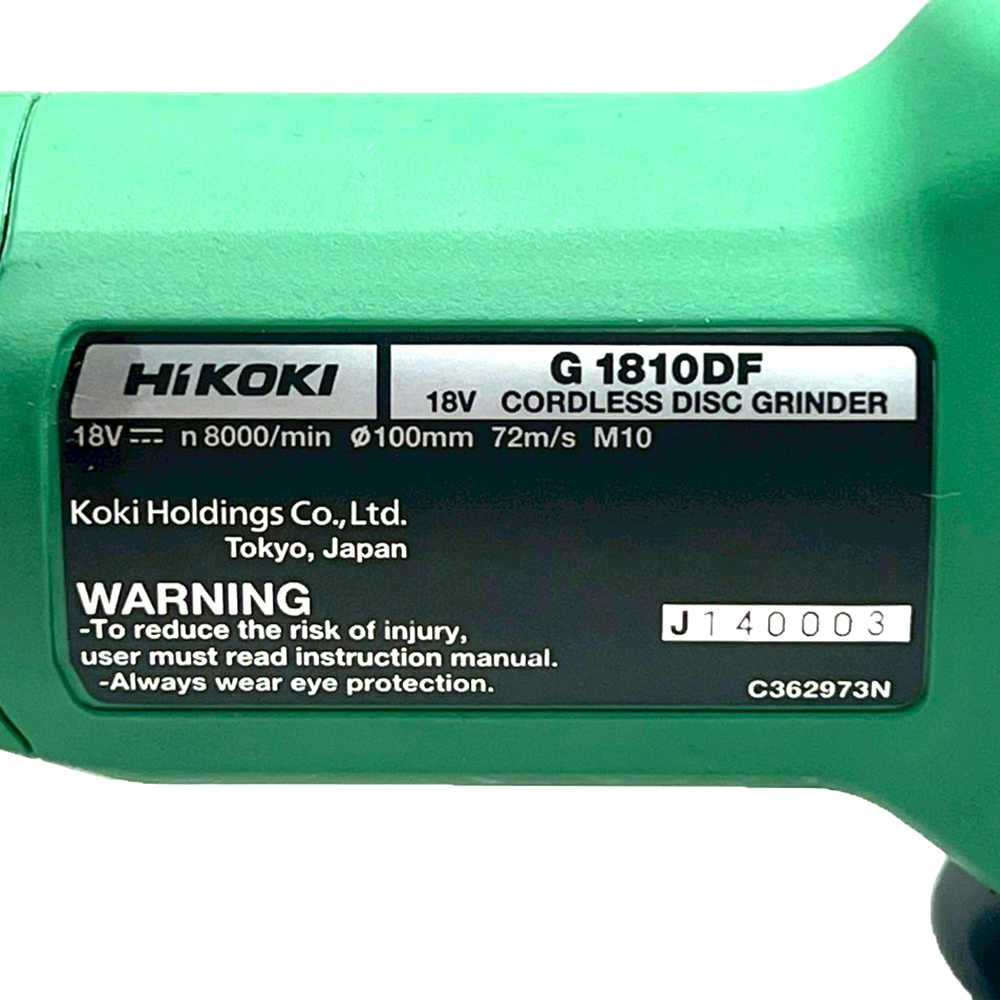 HiKOKI
G 1810DF
18V CORDLESS DISC GRINDER
18V⎓ n 8000/min Ø100mm 72m/s M10
Koki Holdings Co., Ltd.
Tokyo, Japan
WARNING
-To reduce the risk of injury,
user must read instruction manual.
-Always wear eye protection.
J140003
C362973N